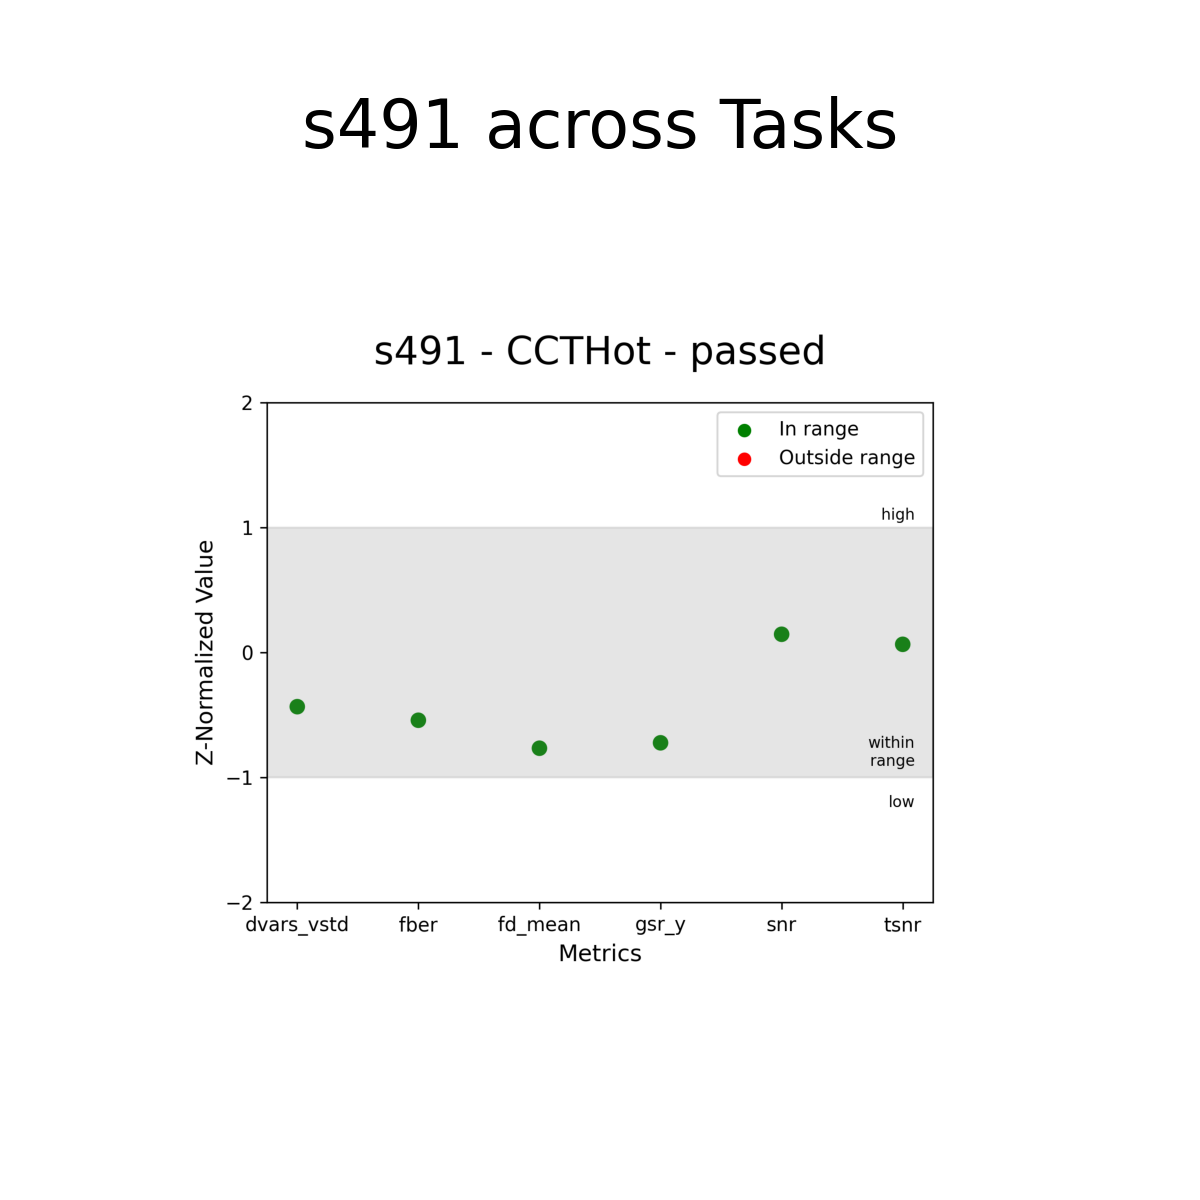 s491 across Tasks
s491 - CCTHot - passed
2
In range
Outside range
high
1
Z-Normalized Value
0
within
range
−1
low
−2
dvars_vstd fber fd_mean gsr_y snr tsnr
Metrics